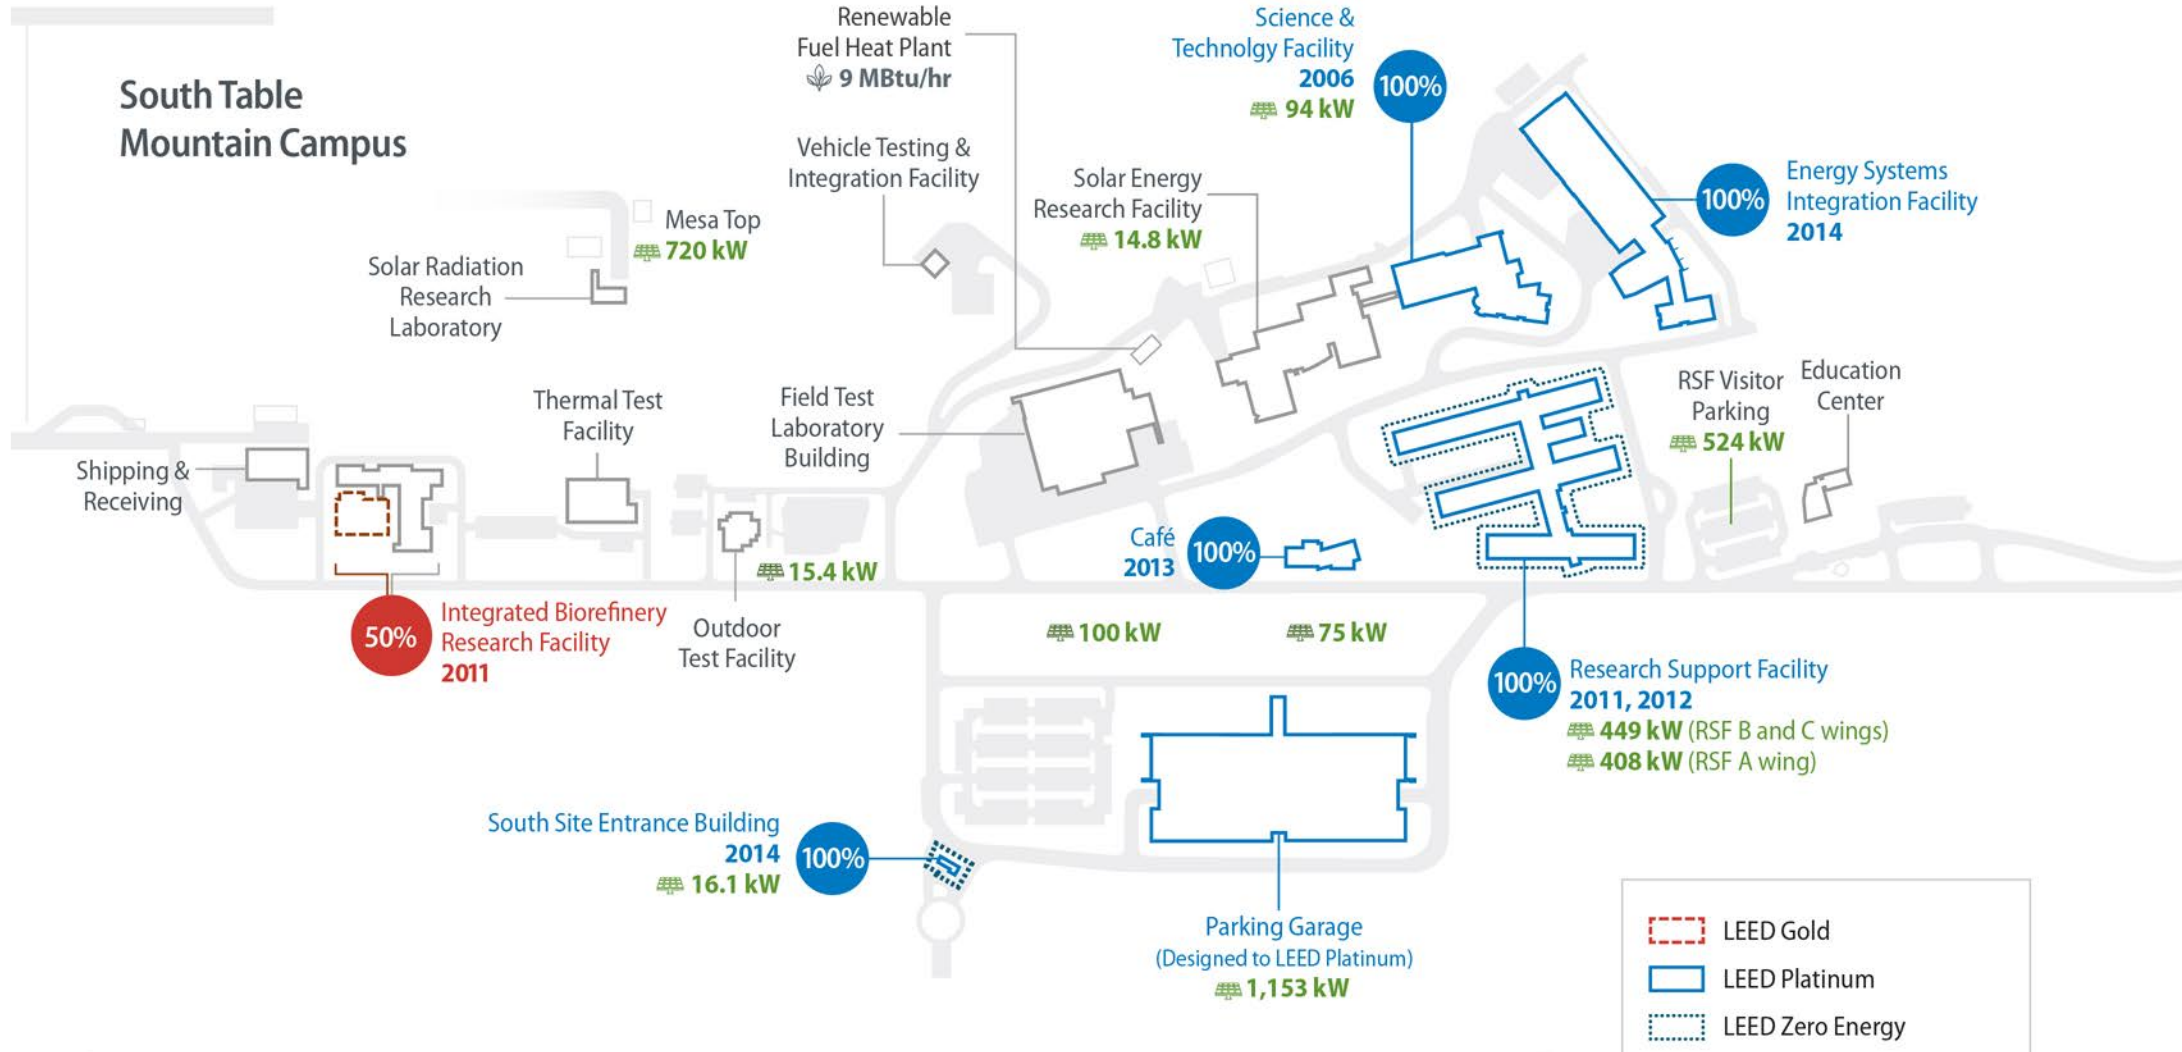 South Table
Mountain Campus
Renewable
Fuel Heat Plant
9 MBtu/hr
Science &
Technolgy Facility
2006
94 kW
100%
Vehicle Testing &
Integration Facility
Solar Energy
Research Facility
14.8 kW
100%
Energy Systems
Integration Facility
2014
Mesa Top
720 kW
Solar Radiation
Research
Laboratory
Shipping &
Receiving
Thermal Test
Facility
Field Test
Laboratory
Building
RSF Visitor
Parking
524 kW
Education
Center
Café
2013
100%
15.4 kW
50%
Integrated Biorefinery
Research Facility
2011
Outdoor
Test Facility
100 kW
75 kW
100%
Research Support Facility
2011, 2012
449 kW (RSF B and C wings)
408 kW (RSF A wing)
South Site Entrance Building
2014
16.1 kW
100%
Parking Garage
(Designed to LEED Platinum)
1,153 kW
LEED Gold
LEED Platinum
LEED Zero Energy